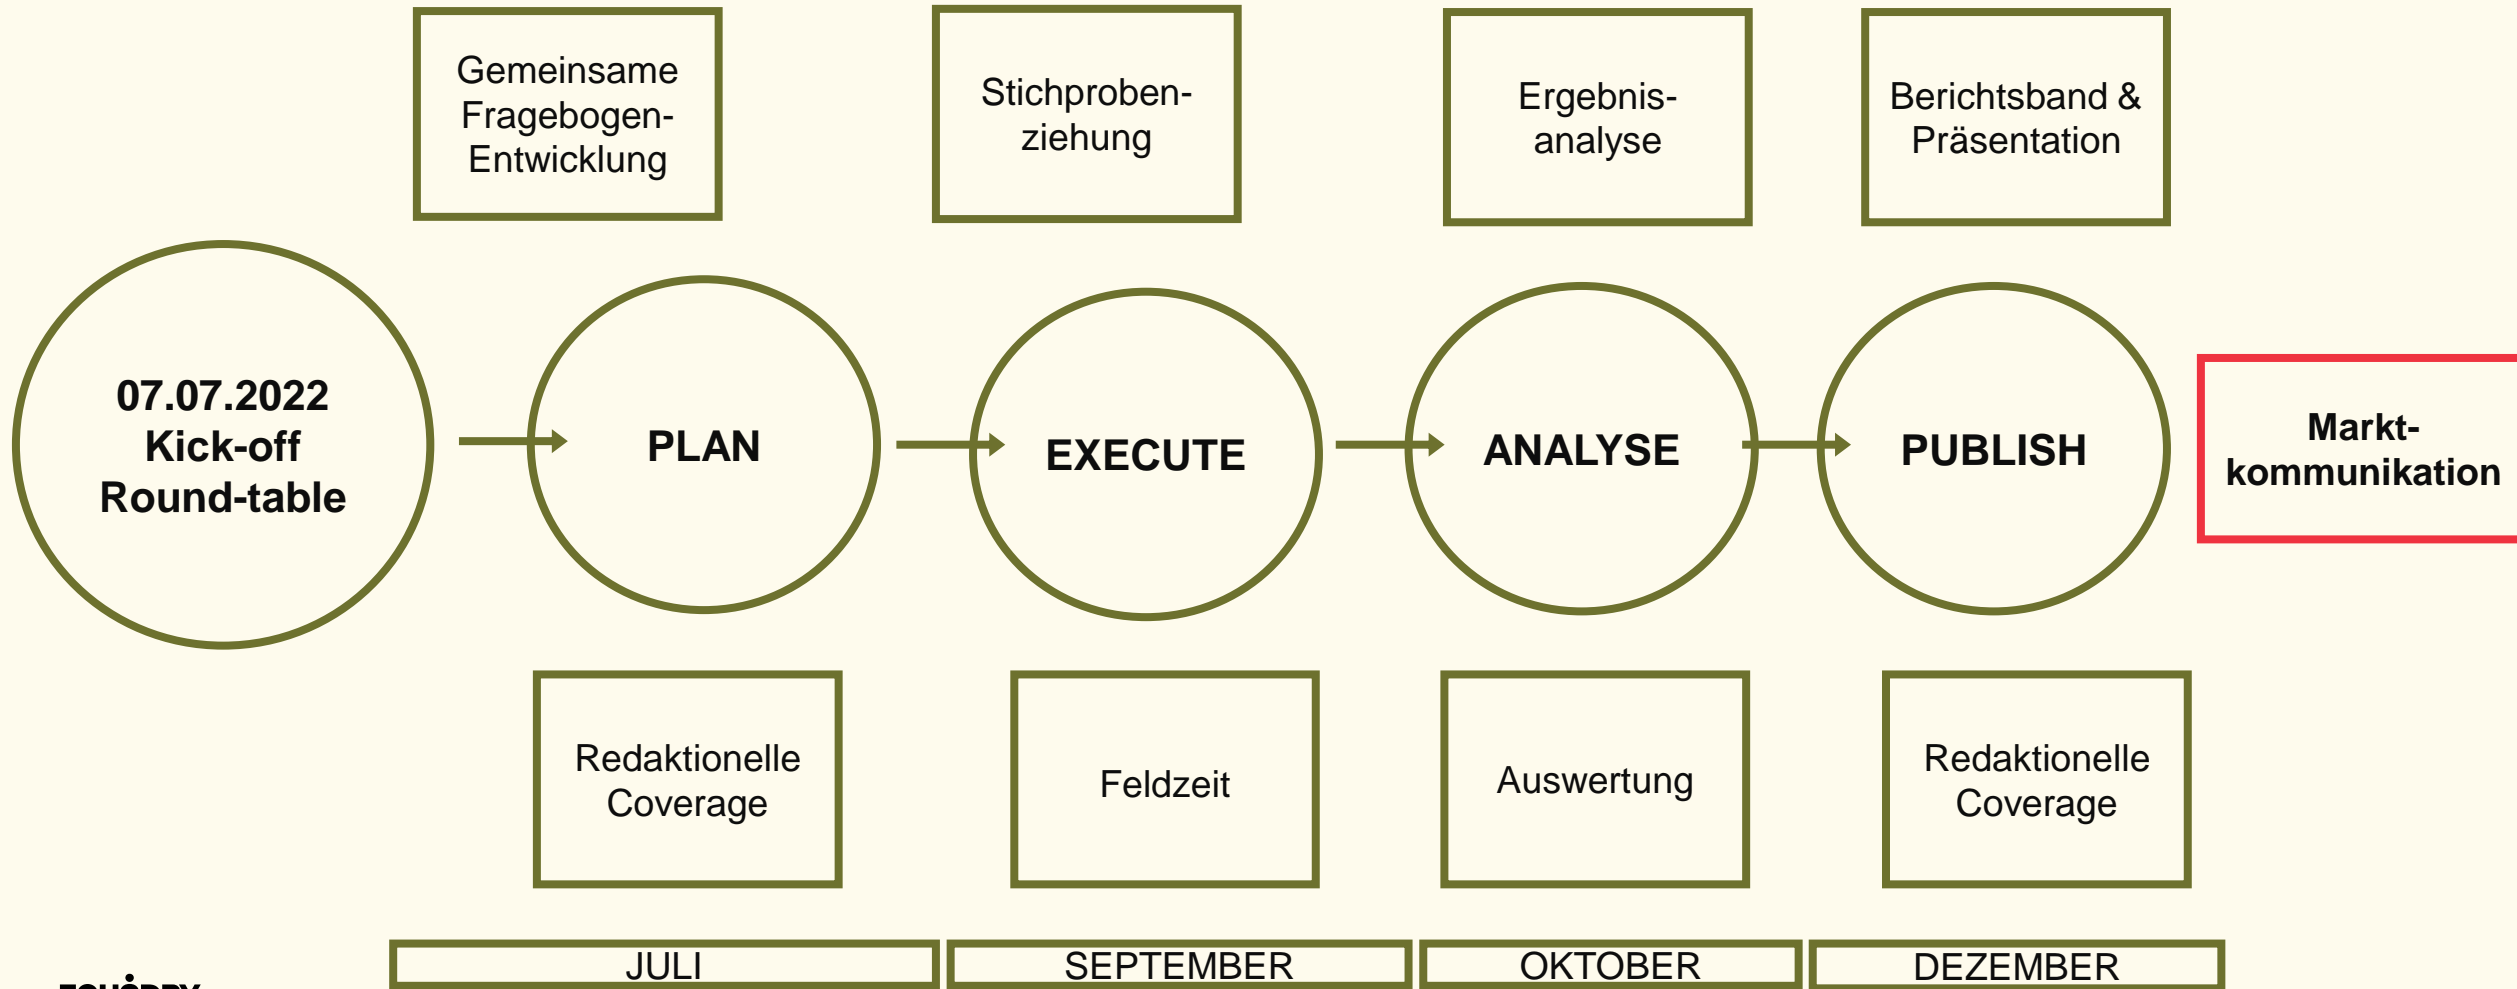 Gemeinsame
Fragebogen-
Entwicklung
Stichproben-
ziehung
Ergebnis-
analyse
Berichtsband &
Präsentation
07.07.2022
Kick-off
Round-table
PLAN
EXECUTE
ANALYSE
PUBLISH
Markt-
kommunikation
Redaktionelle
Coverage
Feldzeit
Auswertung
Redaktionelle
Coverage
JULI
SEPTEMBER
OKTOBER
DEZEMBER